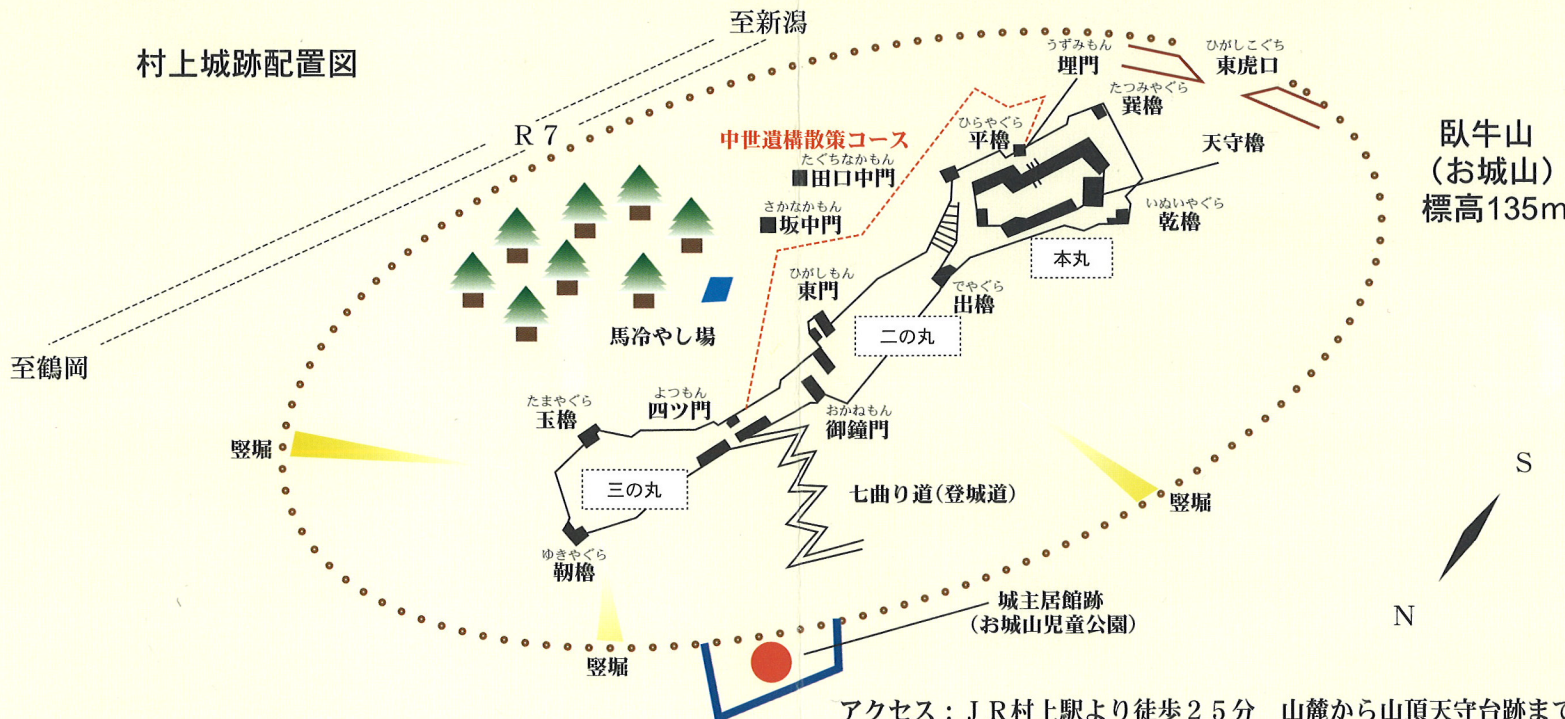 至新潟
村上城跡配置図
R7
至鶴岡
うずみもん
埋門
ひがしこぐち
東虎口
たつみやぐら
巽櫓
天守櫓
臥牛山
(お城山)
標高135m
中世遺構散策コース
ひらやぐら
平櫓
たぐちなかもん
田口中門
さかなかもん
坂中門
いぬいやぐら
乾櫓
本丸
ひがしもん
東門
でやぐら
出櫓
馬冷やし場
二の丸
たまやぐら
玉櫓
よつもん
四ツ門
おかねもん
御鐘門
竪堀
三の丸
七曲り道(登城道)
竪堀
S
N
ゆきやぐら
靭櫓
竪堀
城主居館跡
(お城山児童公園)
アクセス:JR村上駅より徒歩25分 山麓から山頂天守台跡まで